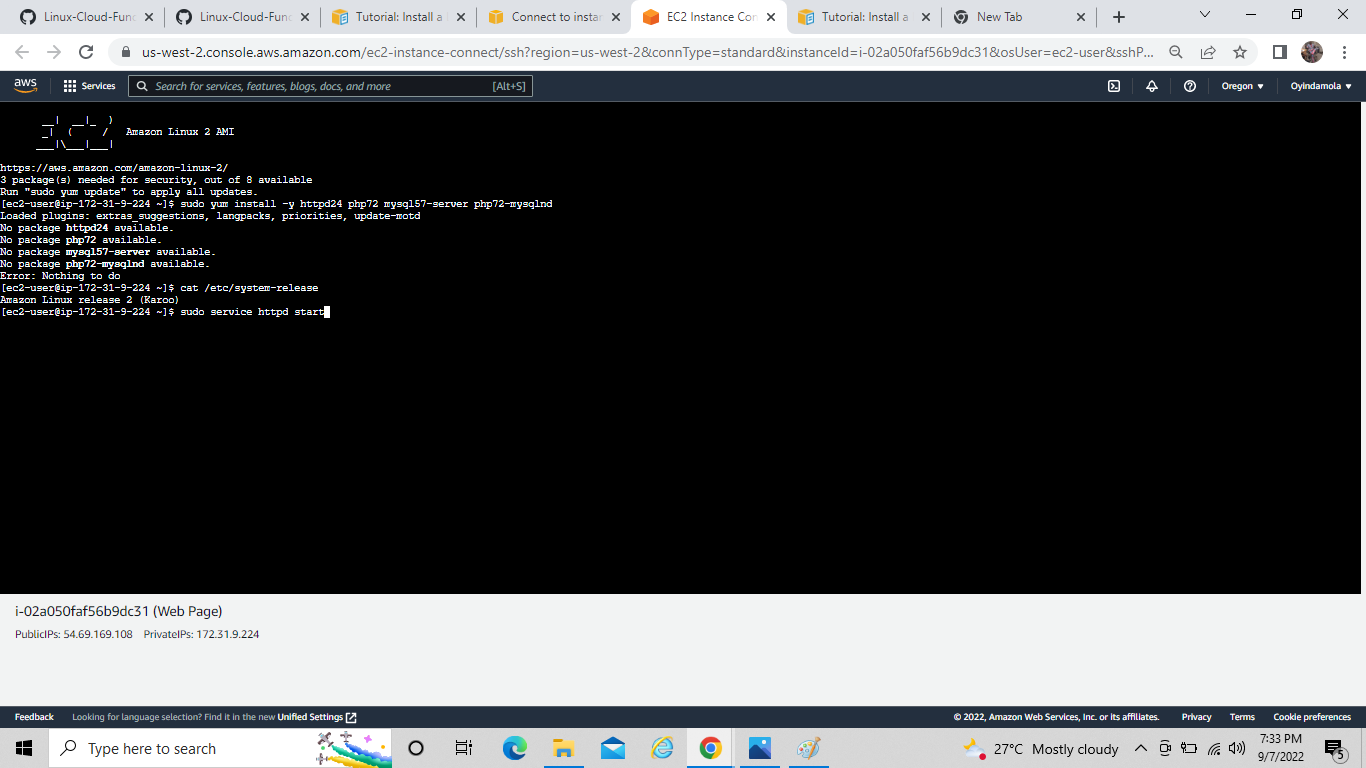 Linux-Cloud-Func
Linux-Cloud-Func
Tutorial: Install a
Connect to instan
EC2 Instance Con
Tutorial: Install a
New Tab
us-west-2.console.aws.amazon.com/ec2-instance-connect/ssh?region=us-west-2&connType=standard&instanceId=i-02a050faf56b9dc31&osUser=ec2-user&sshP...
aws
Services
Search for services, features, blogs, docs, and more
[Alt+S]
Oregon ▼
Oyindamola ▼
       __|  __|_  )
       _|  (     /   Amazon Linux 2 AMI
      ___|\___|___|
https://aws.amazon.com/amazon-linux-2/
3 package(s) needed for security, out of 8 available
Run "sudo yum update" to apply all updates.
[ec2-user@ip-172-31-9-224 ~]$ sudo yum install -y httpd24 php72 mysql57-server php72-mysqlnd
Loaded plugins: extras_suggestions, langpacks, priorities, update-motd
No package httpd24 available.
No package php72 available.
No package mysql57-server available.
No package php72-mysqlnd available.
Error: Nothing to do
[ec2-user@ip-172-31-9-224 ~]$ cat /etc/system-release
Amazon Linux release 2 (Karoo)
[ec2-user@ip-172-31-9-224 ~]$ sudo service httpd start
i-02a050faf56b9dc31 (Web Page)
PublicIPs: 54.69.169.108 PrivateIPs: 172.31.9.224
Feedback
Looking for language selection? Find it in the new Unified Settings
© 2022, Amazon Web Services, Inc. or its affiliates.
Privacy
Terms
Cookie preferences
Type here to search
27°C Mostly cloudy
7:33 PM
9/7/2022
5